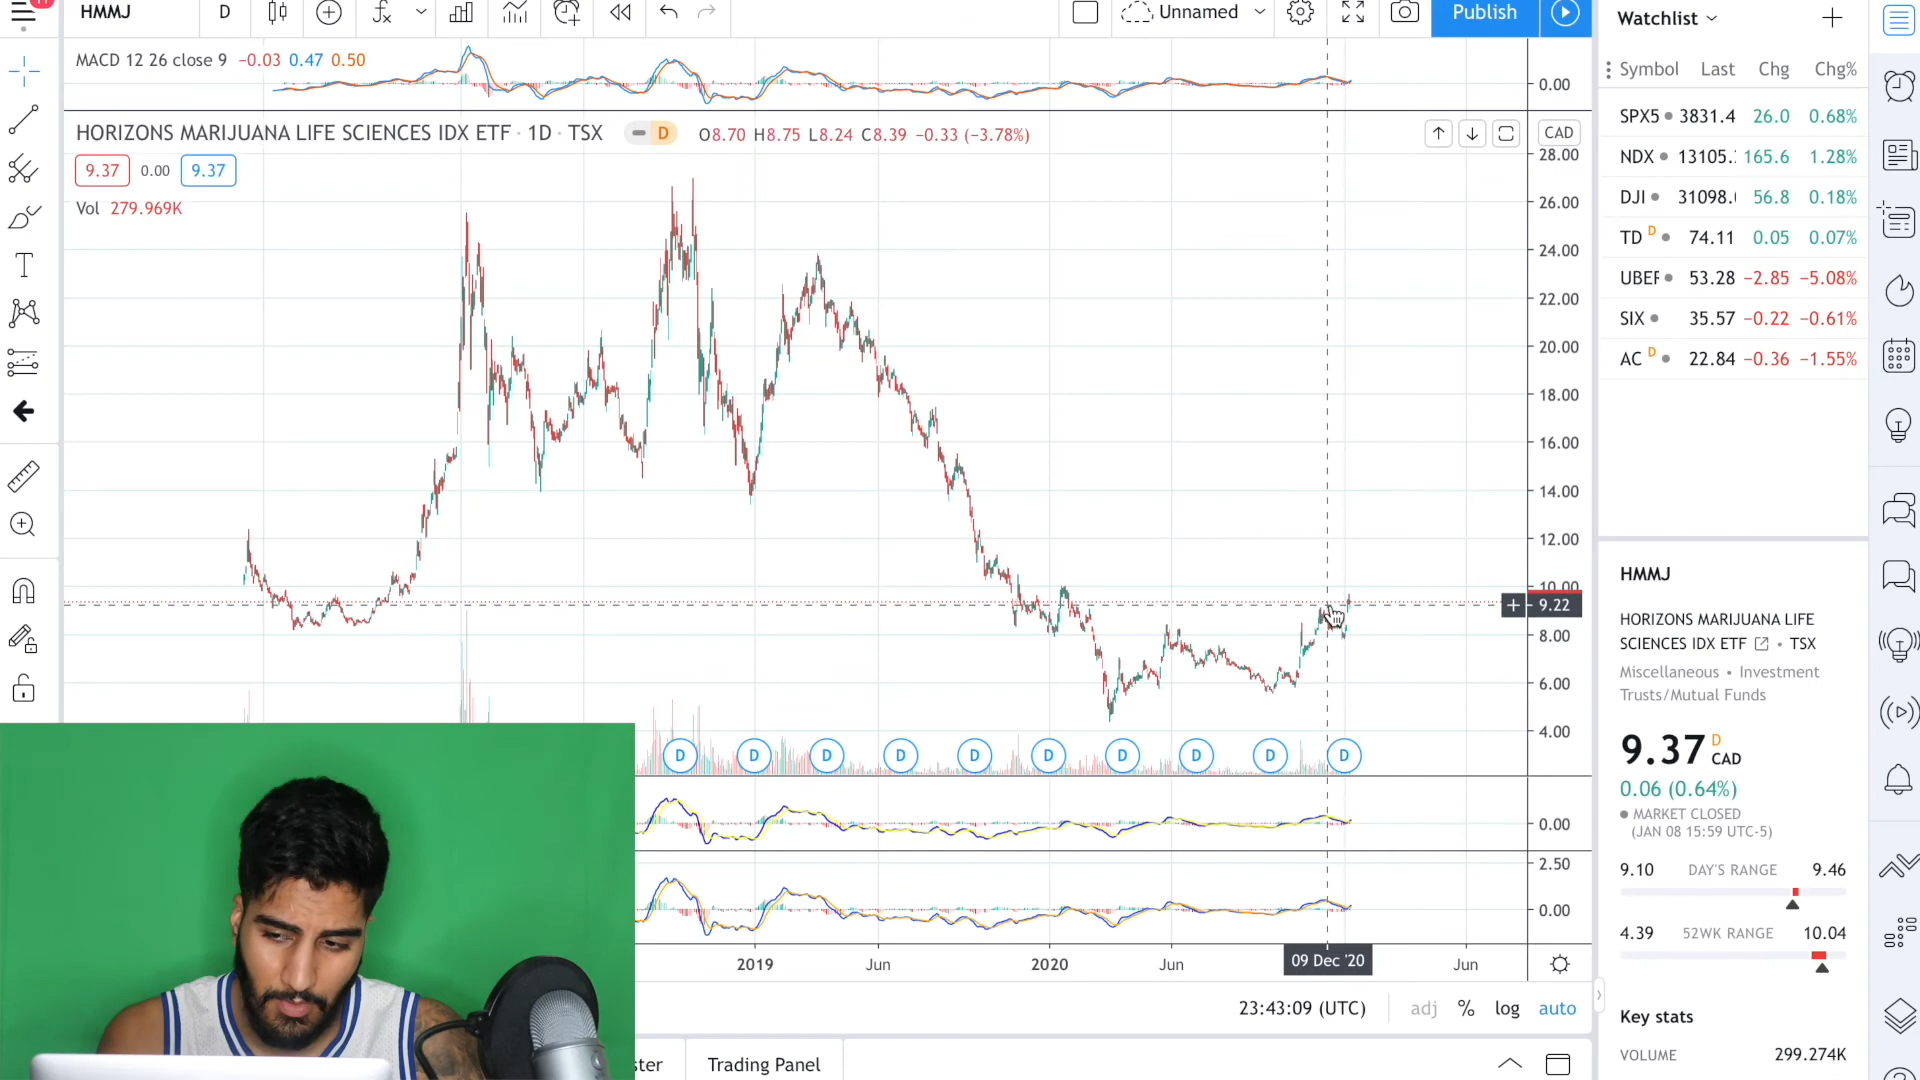 HMMJ
D
Unnamed
Publish
MACD 12 26 close 9 −0.03 0.47 0.50
0.00
HORIZONS MARIJUANA LIFE SCIENCES IDX ETF · 1D · TSX
D
O8.70 H8.75 L8.24 C8.39 −0.33 (−3.78%)
CAD
9.37 0.00 9.37
Vol 279.969K
28.00
26.00
24.00
22.00
20.00
18.00
16.00
14.00
12.00
10.00
9.22
8.00
6.00
4.00
D D D D D D D D D D
0.00
2.50
0.00
2019 Jun 2020 Jun 09 Dec '20 Jun
23:43:09 (UTC) adj % log auto
Trading Panel
Watchlist
Symbol Last Chg Chg%
SPX5 3831.4 26.0 0.68%
NDX 13105. 165.6 1.28%
DJI 31098. 56.8 0.18%
TD D 74.11 0.05 0.07%
UBER 53.28 −2.85 −5.08%
SIX 35.57 −0.22 −0.61%
AC D 22.84 −0.36 −1.55%
HMMJ
HORIZONS MARIJUANA LIFE
SCIENCES IDX ETF • TSX
Miscellaneous • Investment
Trusts/Mutual Funds
9.37 D CAD
0.06 (0.64%)
MARKET CLOSED
(JAN 08 15:59 UTC-5)
9.10 DAY'S RANGE 9.46
4.39 52WK RANGE 10.04
Key stats
VOLUME 299.274K